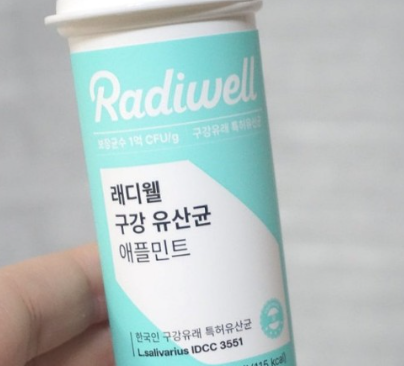 Radiwell
보장균수 1억 CFU/g 구강유래 특허유산균
래디웰
구강 유산균
애플민트
한국인 구강유래 특허유산균
L.salivarius IDCC 3551
(115 kcal)